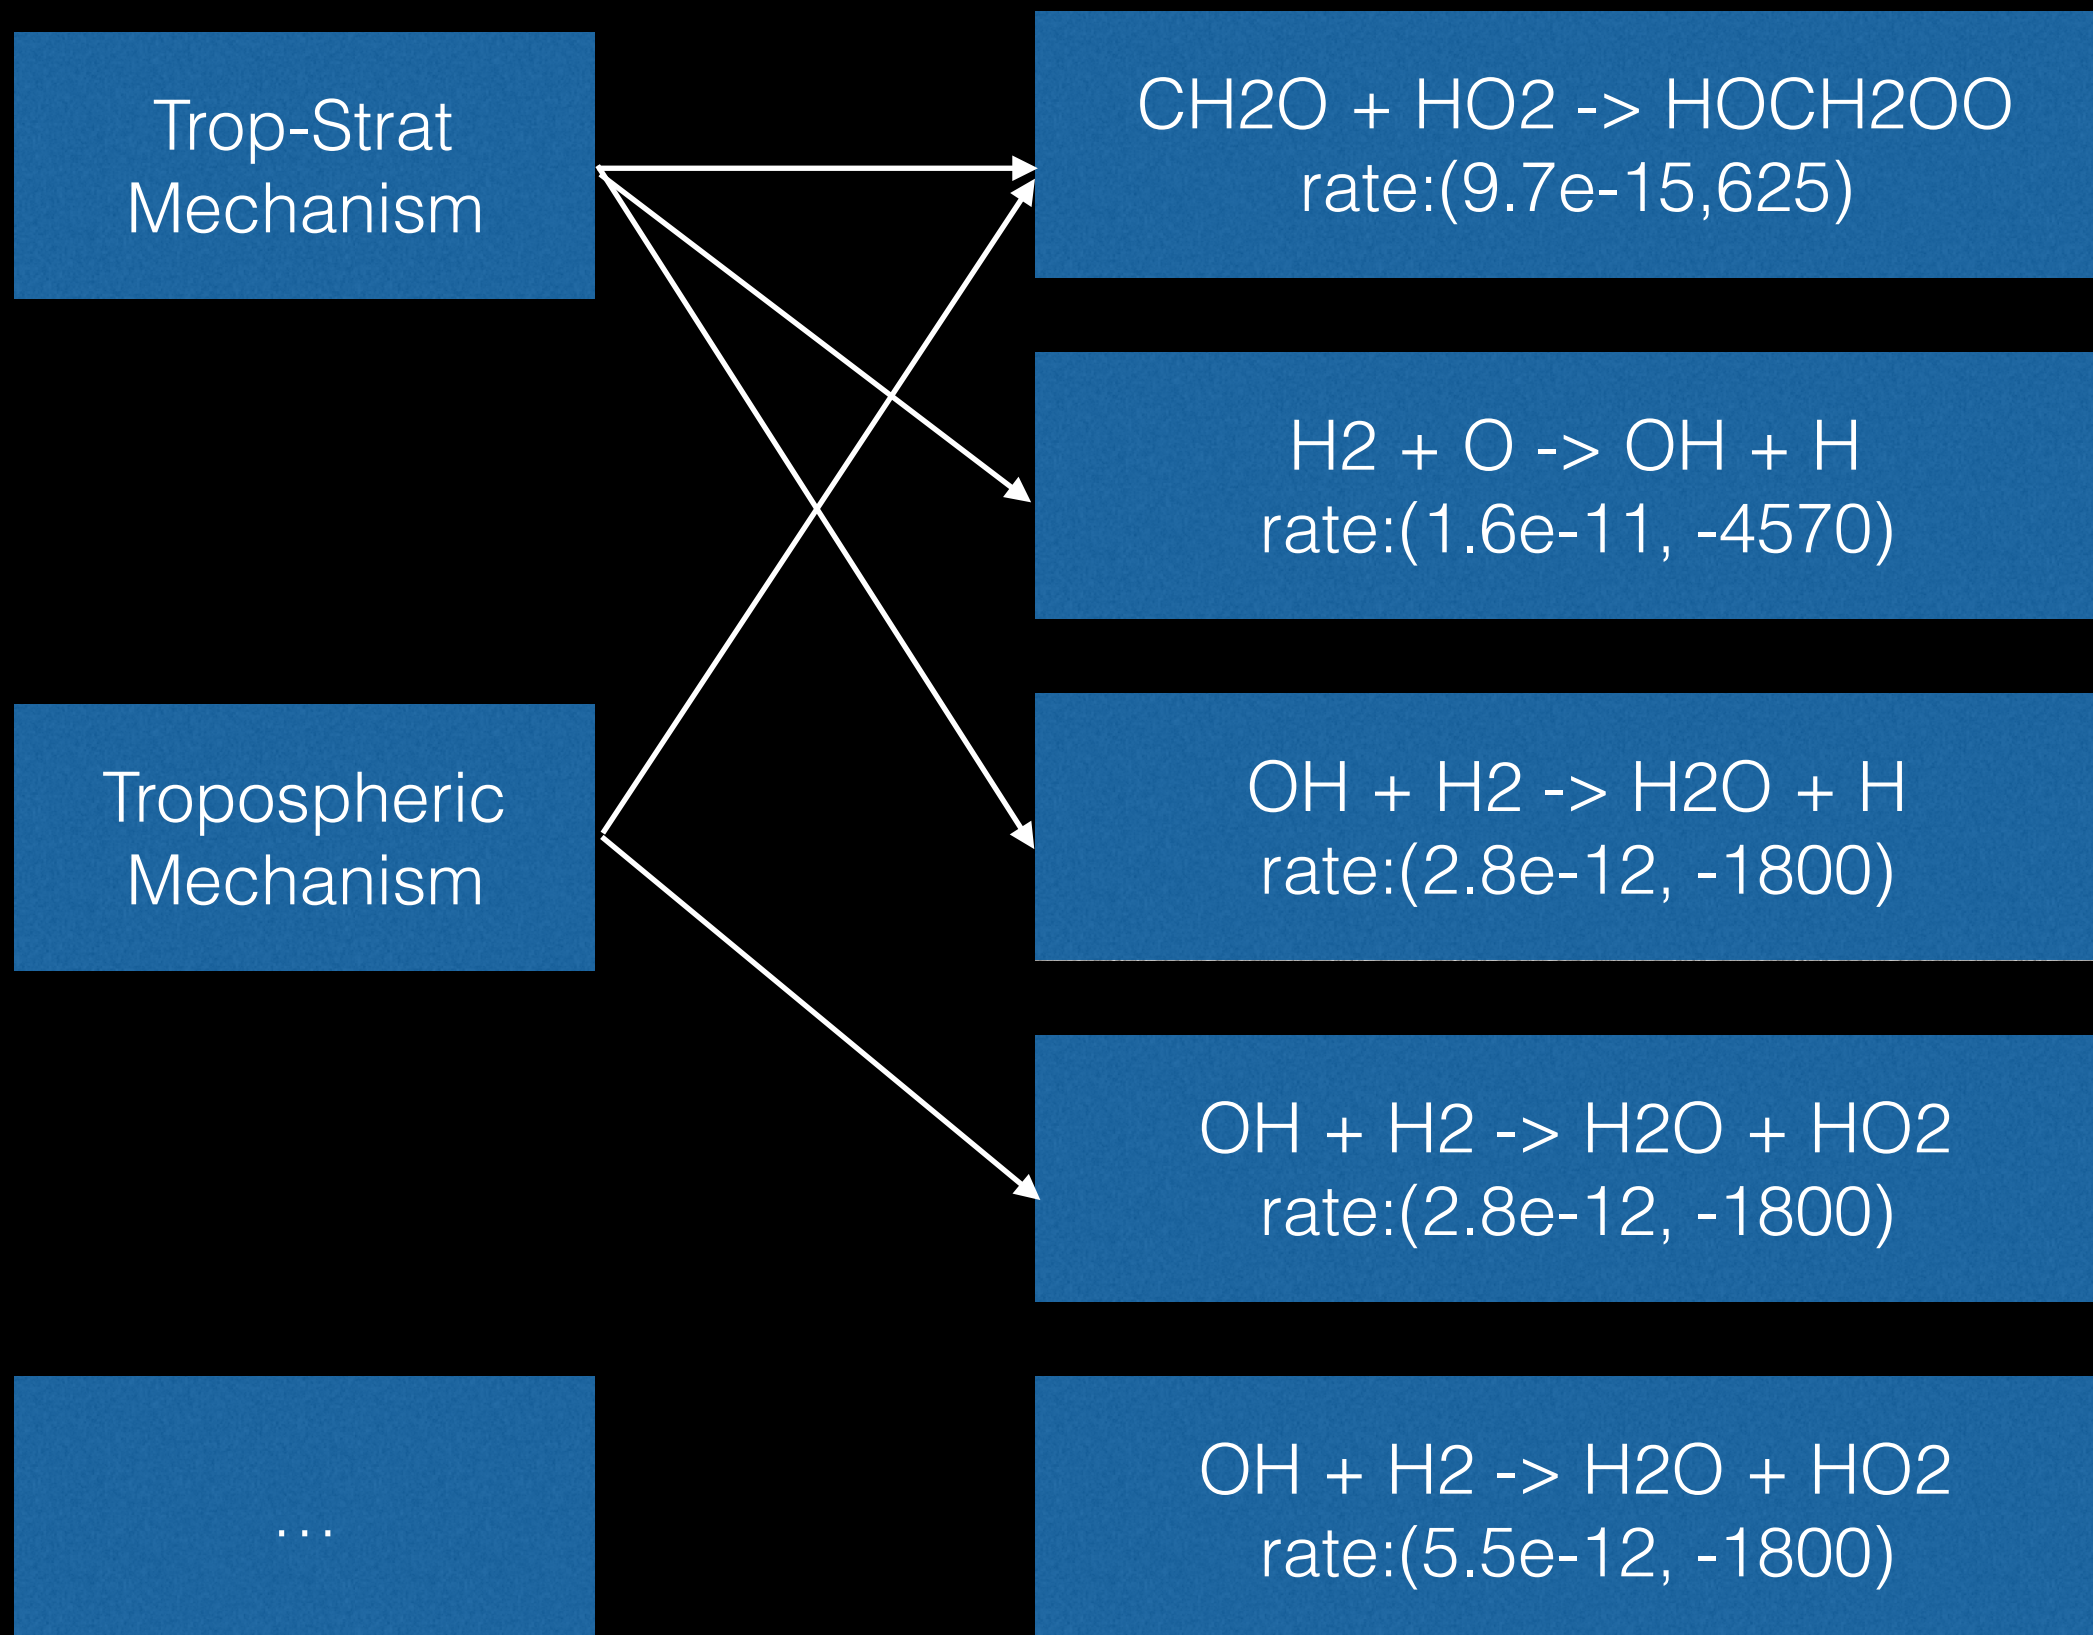 Trop-Strat
Mechanism
CH2O + HO2 -> HOCH2OO
rate:(9.7e-15,625)
H2 + O -> OH + H
rate:(1.6e-11, -4570)
Tropospheric
Mechanism
OH + H2 -> H2O + H
rate:(2.8e-12, -1800)
OH + H2 -> H2O + HO2
rate:(2.8e-12, -1800)
...
OH + H2 -> H2O + HO2
rate:(5.5e-12, -1800)